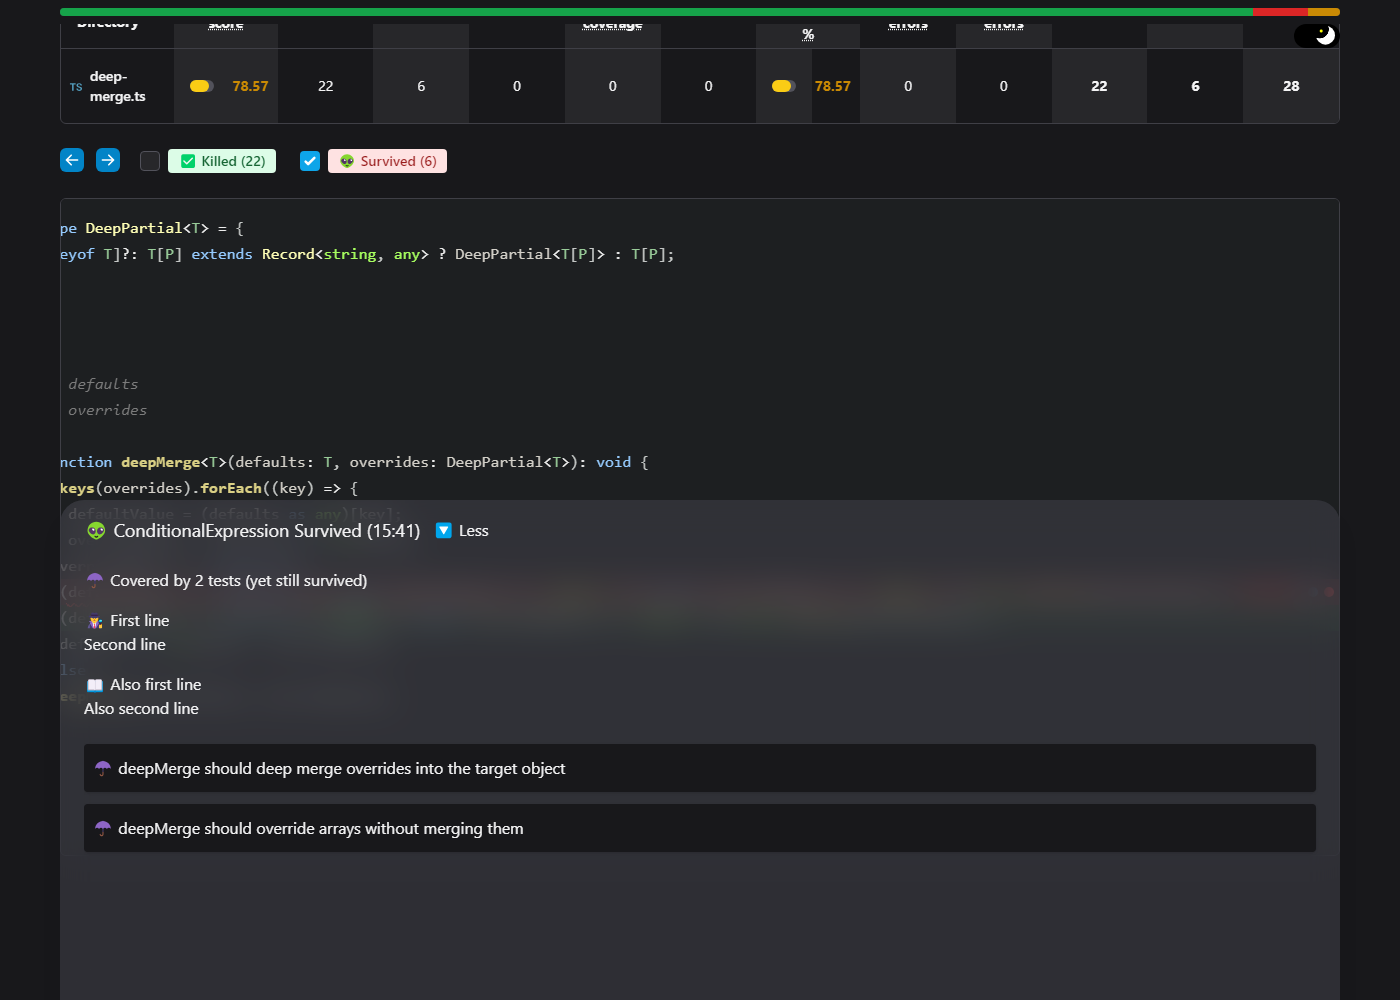 Directory score coverage % errors errors
TS deep-merge.ts 78.57 22 6 0 0 0 78.57 0 0 22 6 28
Killed (22) Survived (6)
pe DeepPartial<T> = {
eyof T]?: T[P] extends Record<string, any> ? DeepPartial<T[P]> : T[P];
defaults
overrides
nction deepMerge<T>(defaults: T, overrides: DeepPartial<T>): void {
keys(overrides).forEach((key) => {
defaultValue = (defaults as any)[key];
ConditionalExpression Survived (15:41) Less
Covered by 2 tests (yet still survived)
First line
Second line
Also first line
Also second line
deepMerge should deep merge overrides into the target object
deepMerge should override arrays without merging them